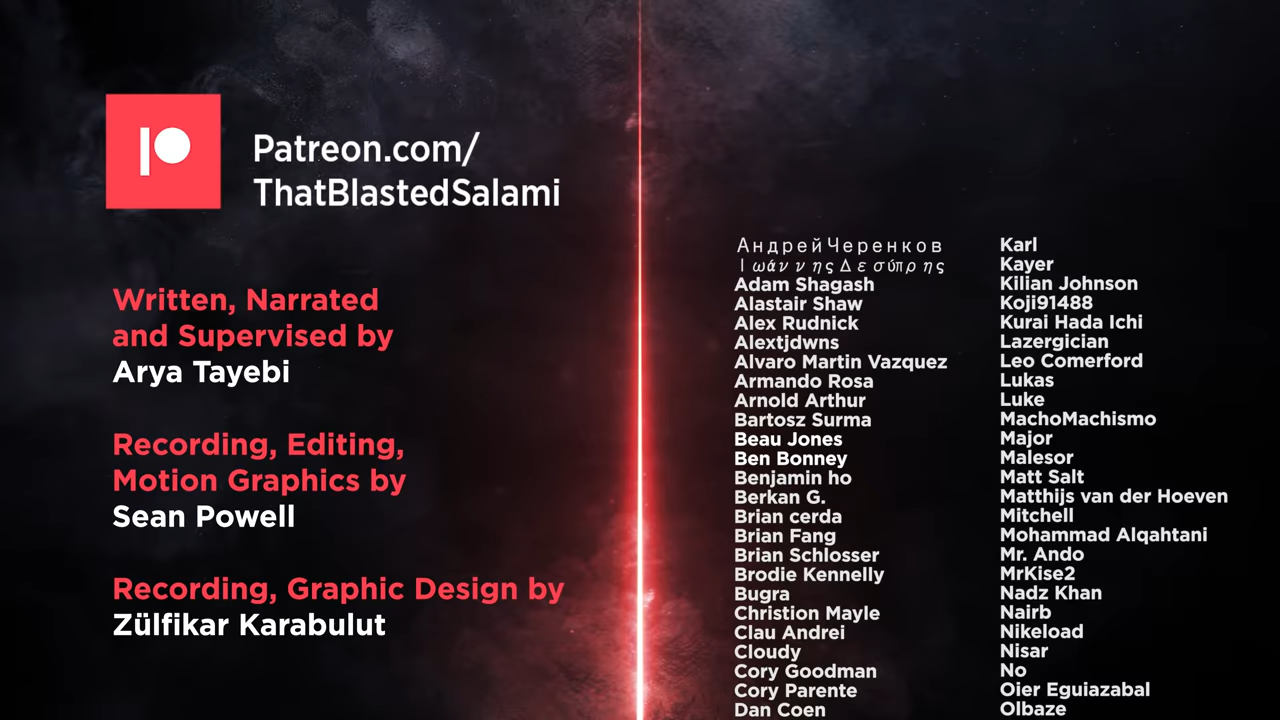 Patreon.com/
ThatBlastedSalami
Written, Narrated
and Supervised by
Arya Tayebi
Recording, Editing,
Motion Graphics by
Sean Powell
Recording, Graphic Design by
Zülfikar Karabulut
АндрейЧеренков
ΙωάννηςΔεσύπρης
Adam Shagash
Alastair Shaw
Alex Rudnick
Alextjdwns
Alvaro Martin Vazquez
Armando Rosa
Arnold Arthur
Bartosz Surma
Beau Jones
Ben Bonney
Benjamin ho
Berkan G.
Brian cerda
Brian Fang
Brian Schlosser
Brodie Kennelly
Bugra
Christion Mayle
Clau Andrei
Cloudy
Cory Goodman
Cory Parente
Dan Coen
Karl
Kayer
Kilian Johnson
Koji91488
Kurai Hada Ichi
Lazergician
Leo Comerford
Lukas
Luke
MachoMachismo
Major
Malesor
Matt Salt
Matthijs van der Hoeven
Mitchell
Mohammad Alqahtani
Mr. Ando
MrKise2
Nadz Khan
Nairb
Nikeload
Nisar
No
Oier Eguiazabal
Olbaze